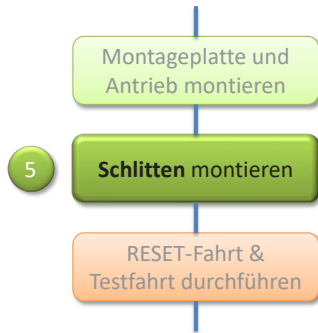 Montageplatte und
Antrieb montieren
5
Schlitten montieren
RESET-Fahrt &
Testfahrt durchführen